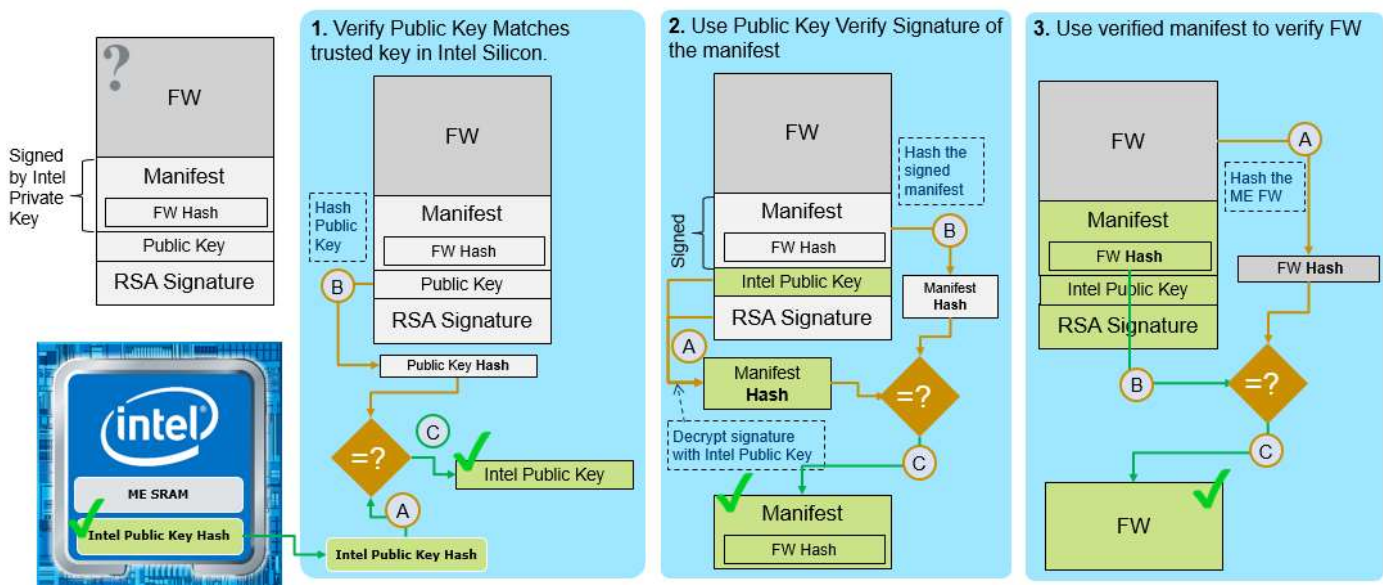 ?
FW
Signed
by Intel
Private
Key
Manifest
FW Hash
Public Key
RSA Signature
intel
ME SRAM
Intel Public Key Hash
1. Verify Public Key Matches
trusted key in Intel Silicon.
FW
Hash
Public
Key
Manifest
FW Hash
B
Public Key
RSA Signature
Public Key Hash
=?
C
Intel Public Key
A
Intel Public Key Hash
2. Use Public Key Verify Signature of
the manifest
FW
Hash the
signed
manifest
Signed
Manifest
FW Hash
B
Intel Public Key
Manifest
Hash
RSA Signature
A
Manifest
Hash
=?
Decrypt signature
with Intel Public Key
C
Manifest
FW Hash
3. Use verified manifest to verify FW
FW
A
Hash the
ME FW
Manifest
FW Hash
FW Hash
Intel Public Key
RSA Signature
B
=?
C
FW